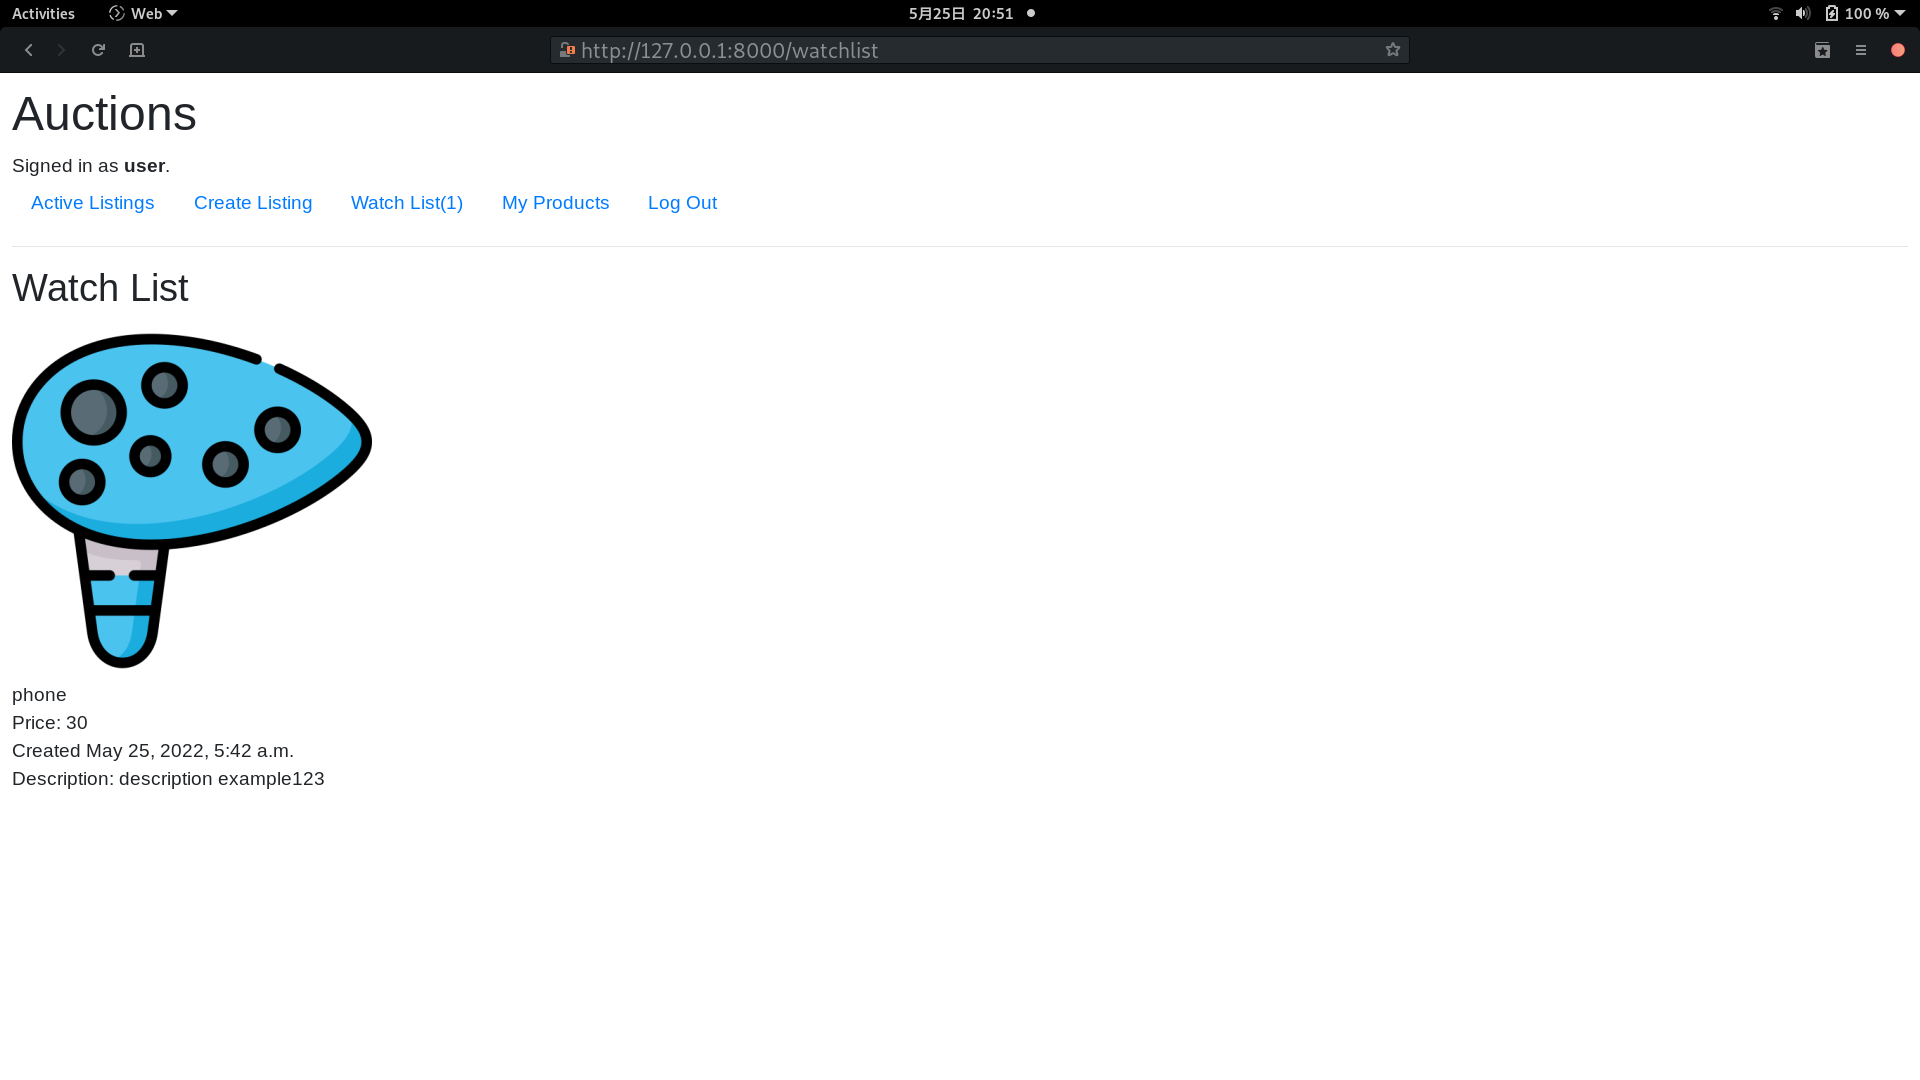 Activities Web 5月25日 20:51 100 %
http://127.0.0.1:8000/watchlist
Auctions
Signed in as user.
Active Listings Create Listing Watch List(1) My Products Log Out
Watch List
phone
Price: 30
Created May 25, 2022, 5:42 a.m.
Description: description example123